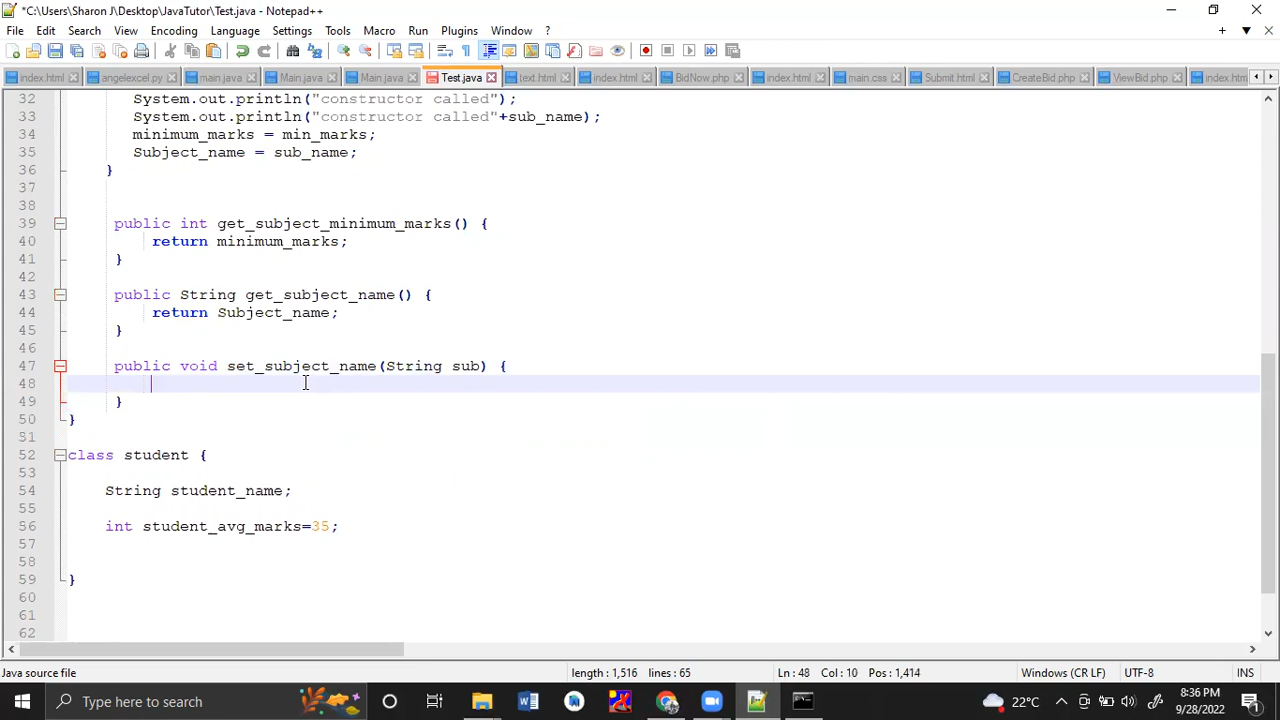 *C:\Users\Sharon J\Desktop\JavaTutor\Test.java - Notepad++
File Edit Search View Encoding Language Settings Tools Macro Run Plugins Window ?
index.html angelexcel.py main.java Main.java Main.java Test.java text.html index.html BidNow.php index.html main.css Submit.html CreateBid.php ViewBid.php index.htm
32 System.out.println("constructor called");
33 System.out.println("constructor called"+sub_name);
34 minimum_marks = min_marks;
35 Subject_name = sub_name;
36 }
37
38
39 public int get_subject_minimum_marks() {
40 return minimum_marks;
41 }
42
43 public String get_subject_name() {
44 return Subject_name;
45 }
46
47 public void set_subject_name(String sub) {
48
49 }
50 }
51
52 class student {
53
54 String student_name;
55
56 int student_avg_marks=35;
57
58
59 }
60
61
62
Java source file length : 1,516 lines : 65 Ln : 48 Col : 10 Pos : 1,414 Windows (CR LF) UTF-8 INS
Type here to search 22°C 8:36 PM
9/28/2022